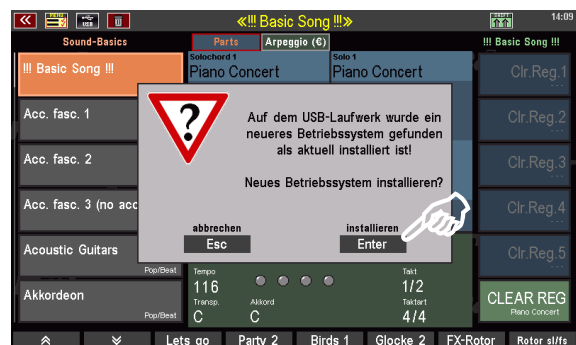 «!!! Basic Song !!!»
14:09
Sound-Basics
Parts
Arpeggio (€)
!!! Basic Song !!!
!!! Basic Song !!!
Acc. fasc. 1
Acc. fasc. 2
Acc. fasc. 3 (no acc
Acoustic Guitars
Pop/Beat
Akkordeon
Pop/Beat
Solochord 1
Piano Concert
Solo 1
Piano Concert
Auf dem USB-Laufwerk wurde ein
neueres Betriebssystem gefunden
als aktuell installiert ist!
Neues Betriebssystem installieren?
abbrechen
Esc
installieren
Enter
Tempo
116
Takt
1/2
Transp.
C
Akkord
C
Taktart
4/4
Clr.Reg.1
---
Clr.Reg.2
---
Clr.Reg.3
---
Clr.Reg.4
---
Clr.Reg.5
---
CLEAR REG
Piano Concert
Lets go
Party 2
Birds 1
Glocke 2
FX-Rotor
Rotor sl/fs